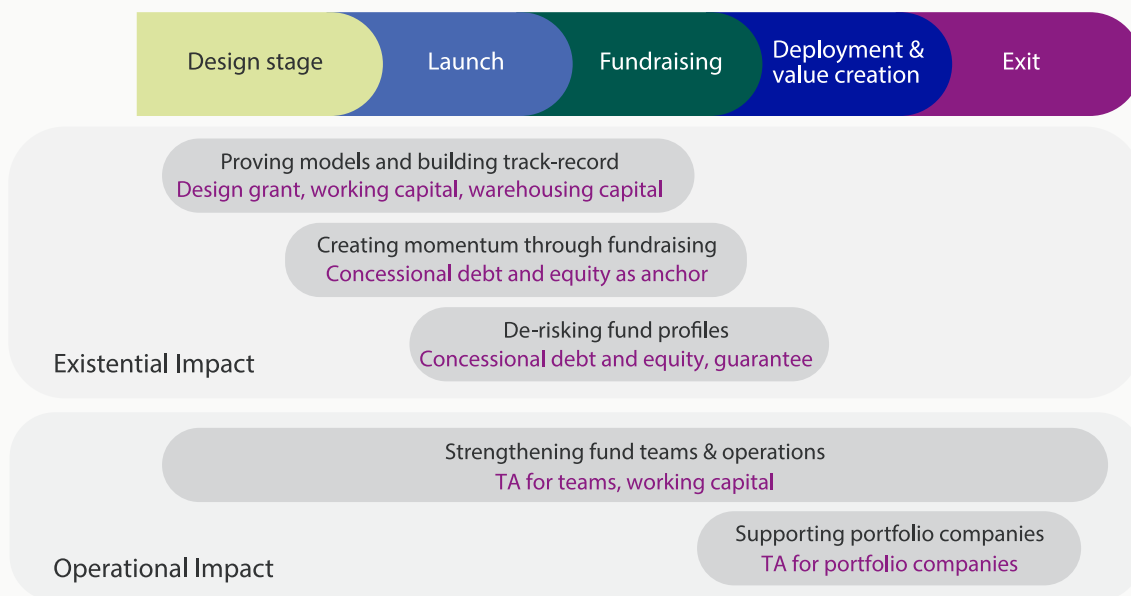 Design stage
Launch
Fundraising
Deployment &
value creation
Exit
Proving models and building track-record
Design grant, working capital, warehousing capital
Creating momentum through fundraising
Concessional debt and equity as anchor
De-risking fund profiles
Concessional debt and equity, guarantee
Existential Impact
Strengthening fund teams & operations
TA for teams, working capital
Supporting portfolio companies
TA for portfolio companies
Operational Impact